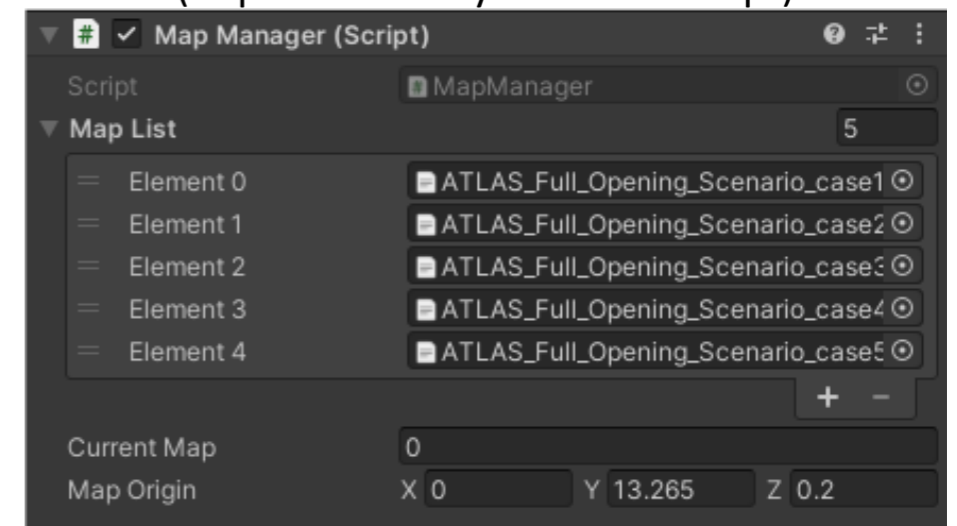 # Map Manager (Script)
Script # MapManager
Map List 5
Element 0 ATLAS_Full_Opening_Scenario_case1
Element 1 ATLAS_Full_Opening_Scenario_case2
Element 2 ATLAS_Full_Opening_Scenario_case3
Element 3 ATLAS_Full_Opening_Scenario_case4
Element 4 ATLAS_Full_Opening_Scenario_case5
+ -
Current Map 0
Map Origin X 0 Y 13.265 Z 0.2